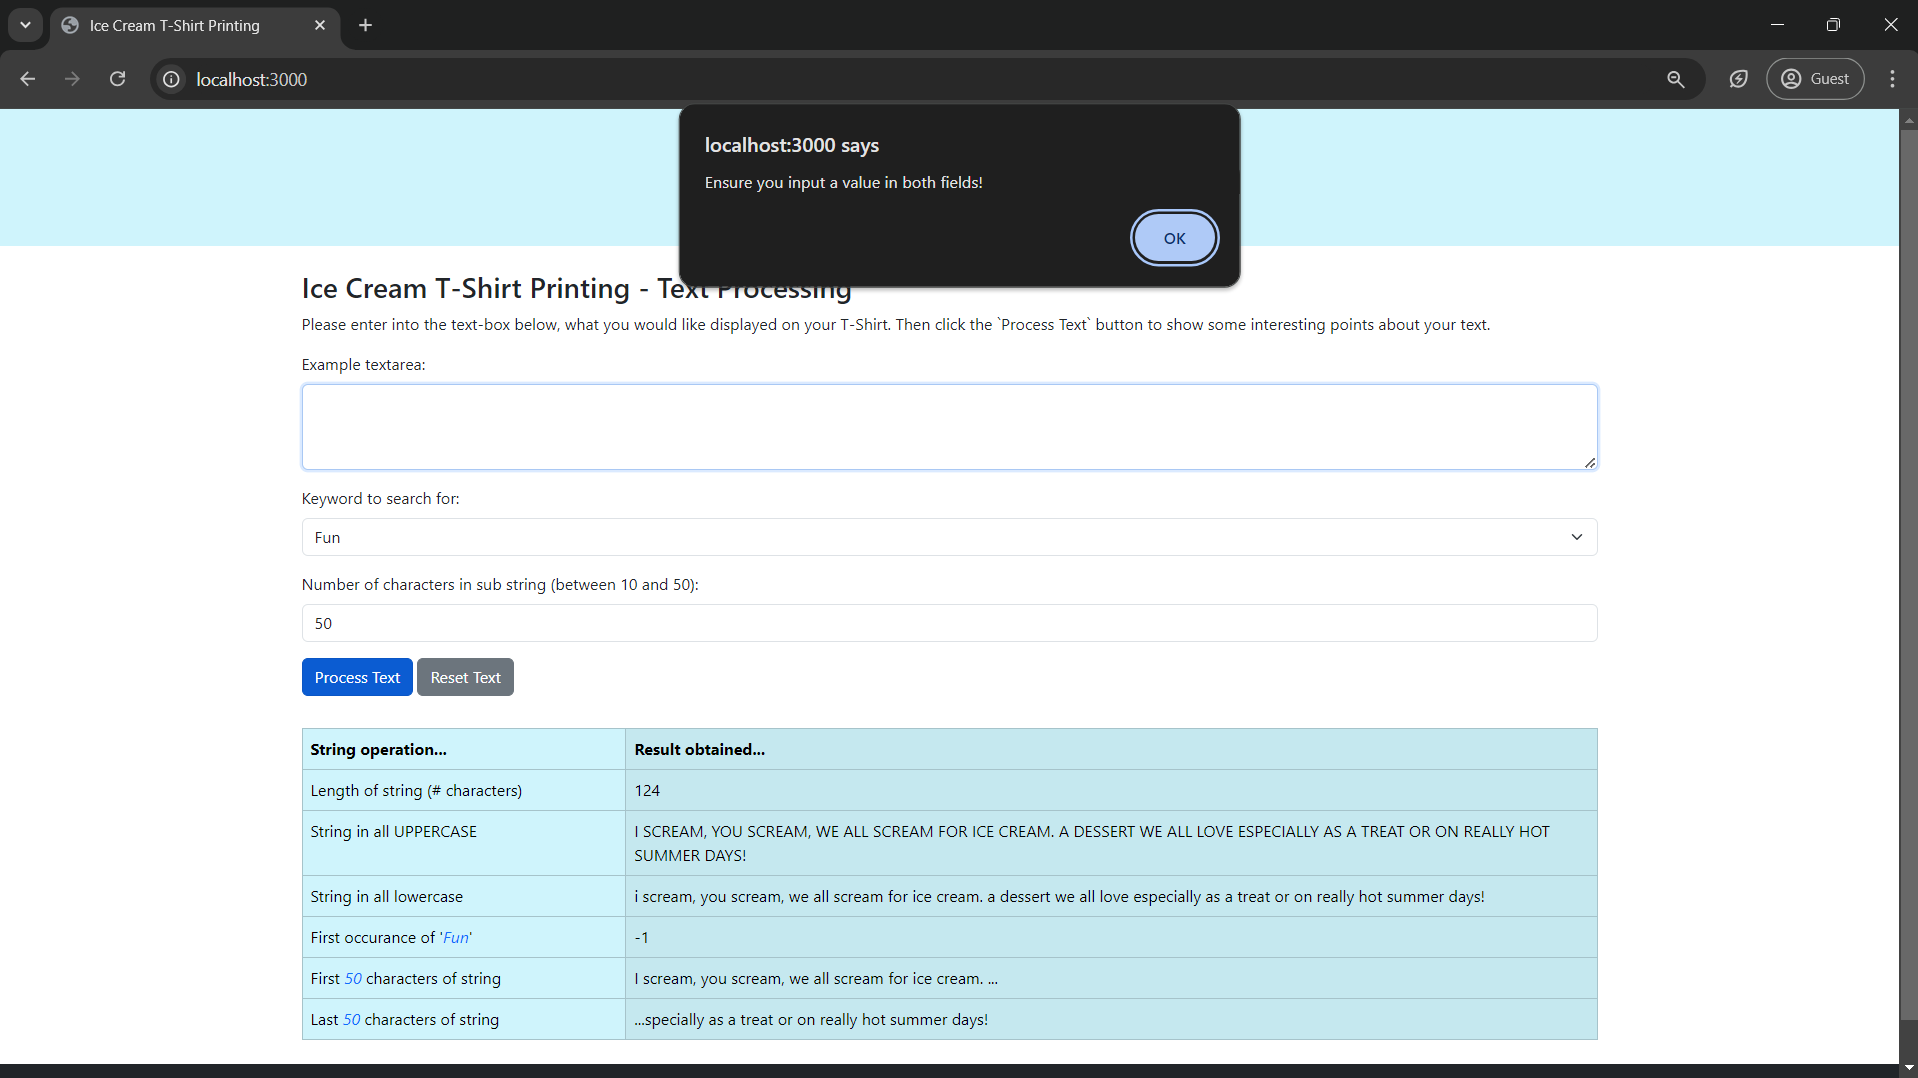 Ice Cream T-Shirt Printing
localhost:3000
Guest
localhost:3000 says
Ensure you input a value in both fields!
OK
Ice Cream T-Shirt Printing - Text Processing
Please enter into the text-box below, what you would like displayed on your T-Shirt. Then click the `Process Text` button to show some interesting points about your text.
Example textarea:
Keyword to search for:
Fun
Number of characters in sub string (between 10 and 50):
50
Process Text Reset Text
String operation... Result obtained...
Length of string (# characters) 124
String in all UPPERCASE I SCREAM, YOU SCREAM, WE ALL SCREAM FOR ICE CREAM. A DESSERT WE ALL LOVE ESPECIALLY AS A TREAT OR ON REALLY HOT
SUMMER DAYS!
String in all lowercase i scream, you scream, we all scream for ice cream. a dessert we all love especially as a treat or on really hot summer days!
First occurance of 'Fun' -1
First 50 characters of string I scream, you scream, we all scream for ice cream. ...
Last 50 characters of string ...specially as a treat or on really hot summer days!